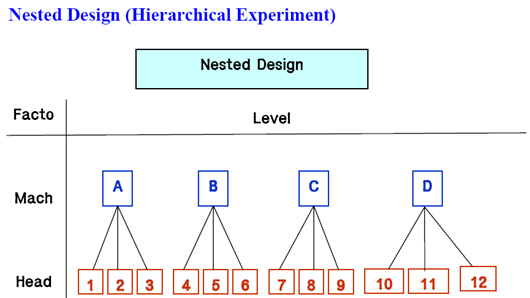 Nested Design (Hierarchical Experiment)
Nested Design
Facto Level
Mach A B C D
Head 1 2 3 4 5 6 7 8 9 10 11 12